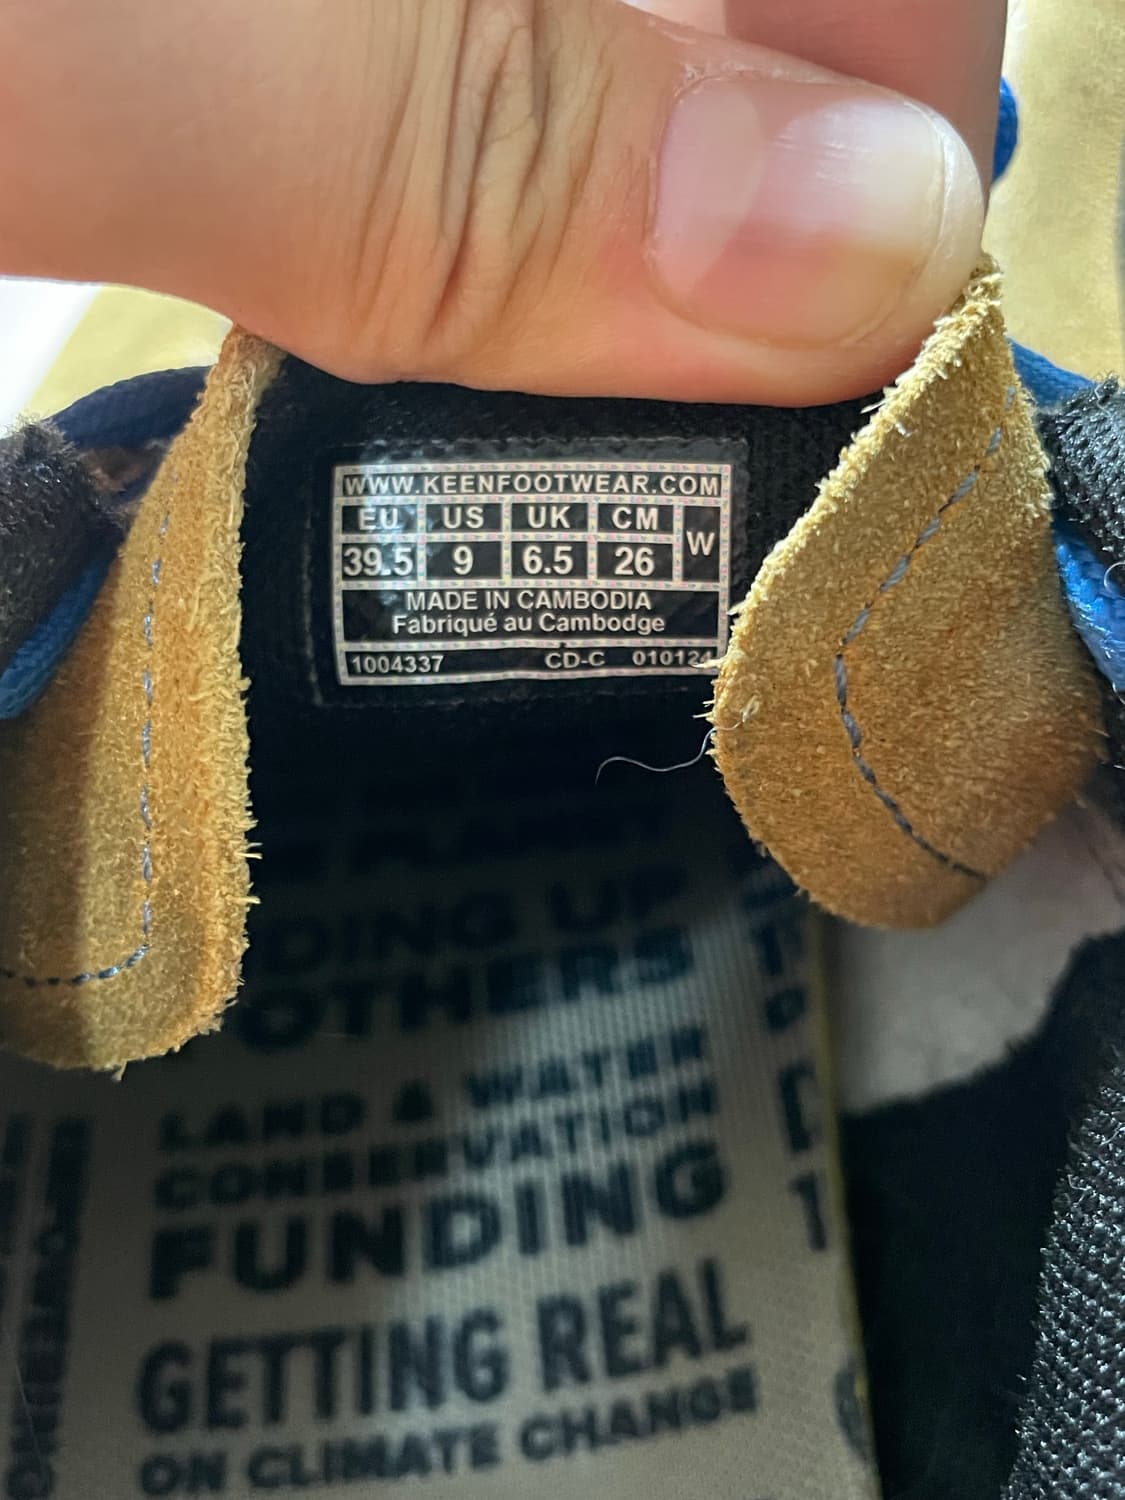 WWW.KEENFOOTWEAR.COM
EU US UK CM W
39.5 9 6.5 26
MADE IN CAMBODIA
Fabriqué au Cambodge
1004337 CD-C 010124
UP
OTHERS
LAND & WATER
CONSERVATION
FUNDING
GETTING REAL
ON CLIMATE CHANGE